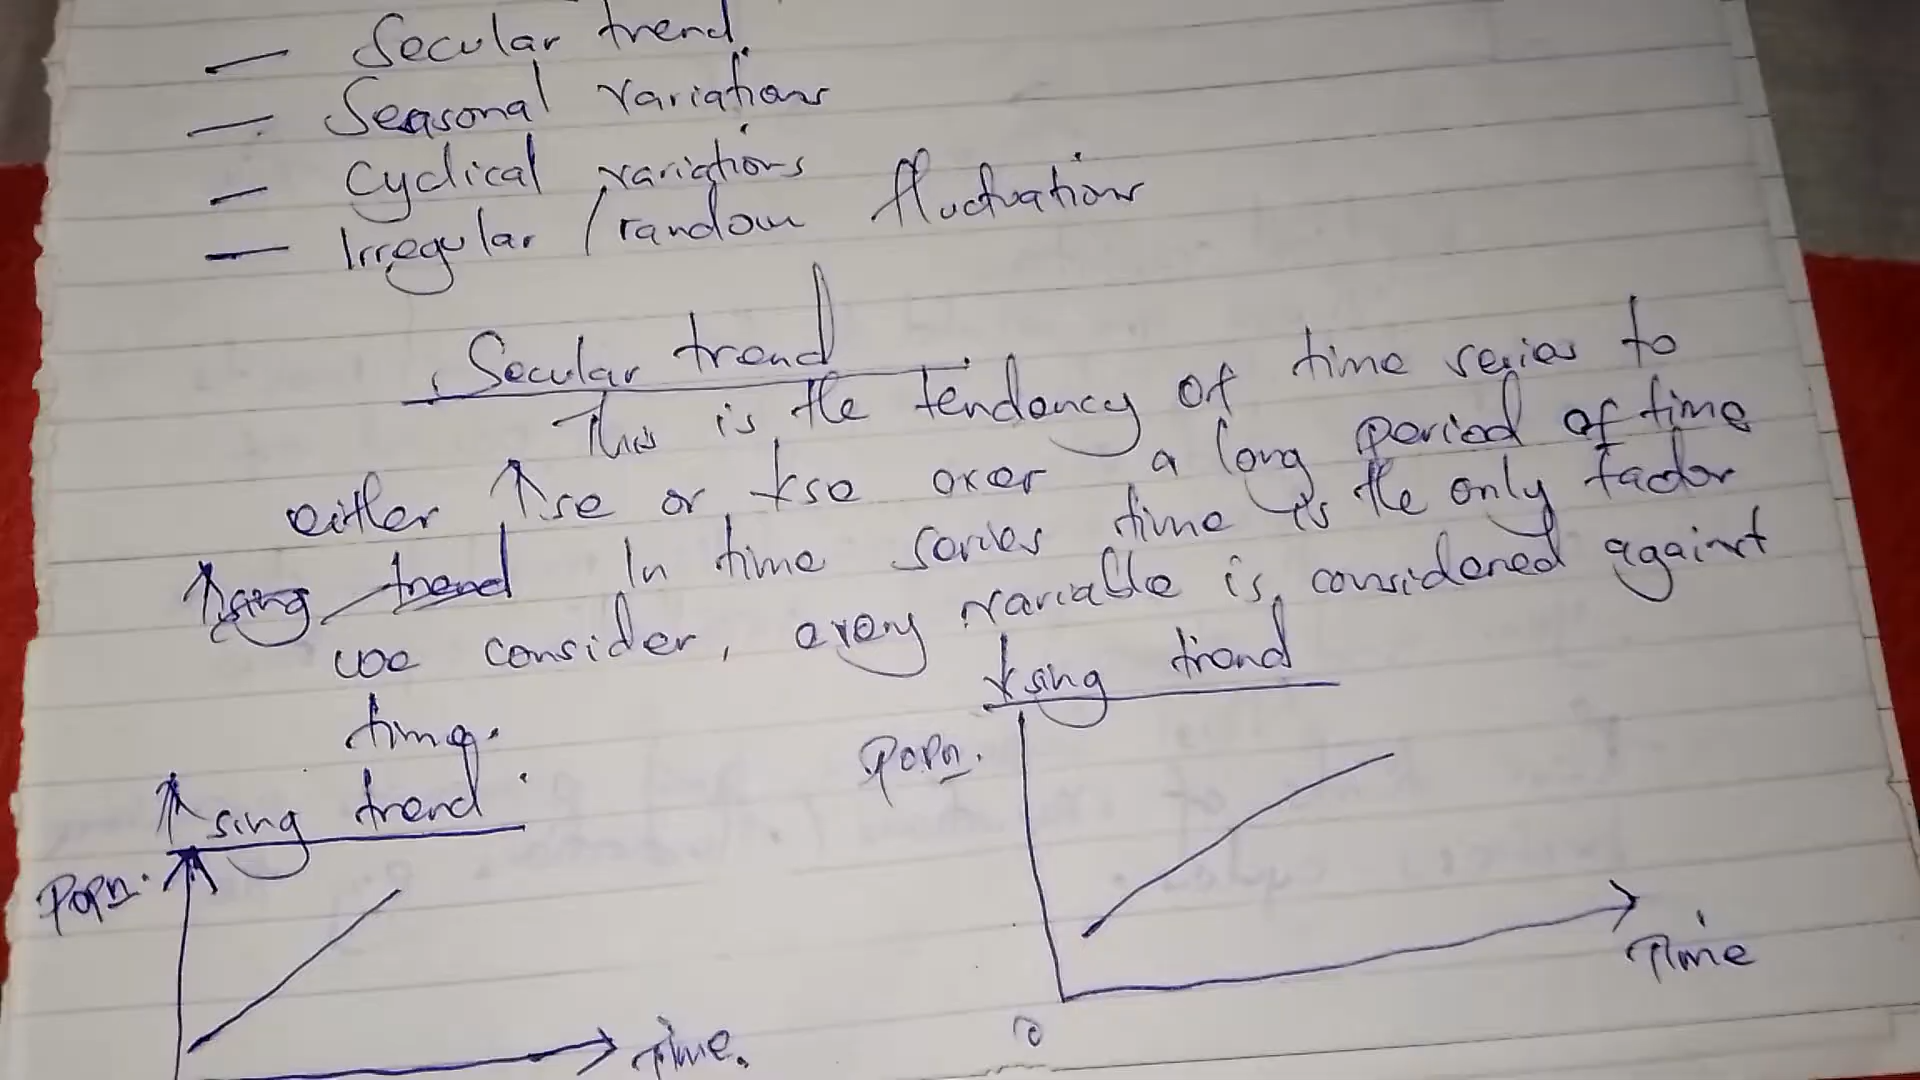 — Secular trend
— Seasonal variations
— Cyclical variations
— Irregular / random fluctuations
Secular trend
This is the tendency of time series to
either ↑se or ↓se over a long period of time
↑sing trend In time series time is the only factor
we consider, every variable is considered against
time.
↑sing trend
↓sing trend
Popn.
Popn.
Time
Time.
0